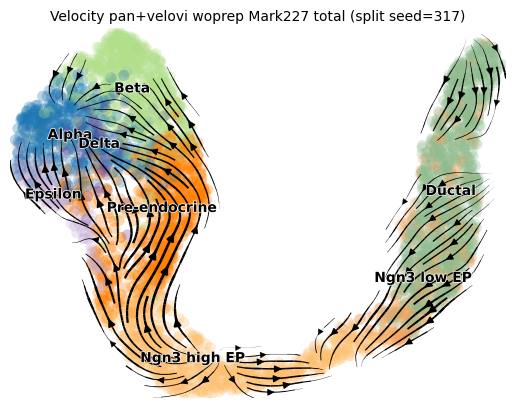 Velocity pan+velovi woprep Mark227 total (split seed=317)
Beta
Alpha
Delta
Epsilon
Pre-endocrine
Ductal
Ngn3 low EP
Ngn3 high EP